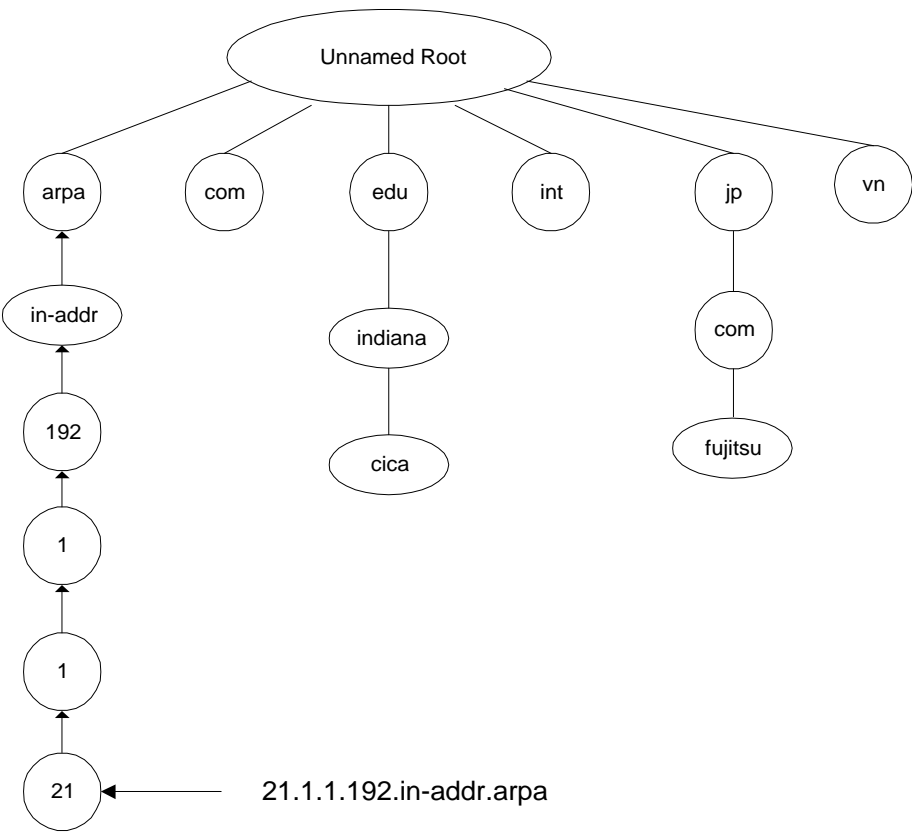 Unnamed Root
arpa
com
edu
int
jp
vn
in-addr
indiana
com
192
cica
fujitsu
1
1
21
21.1.1.192.in-addr.arpa